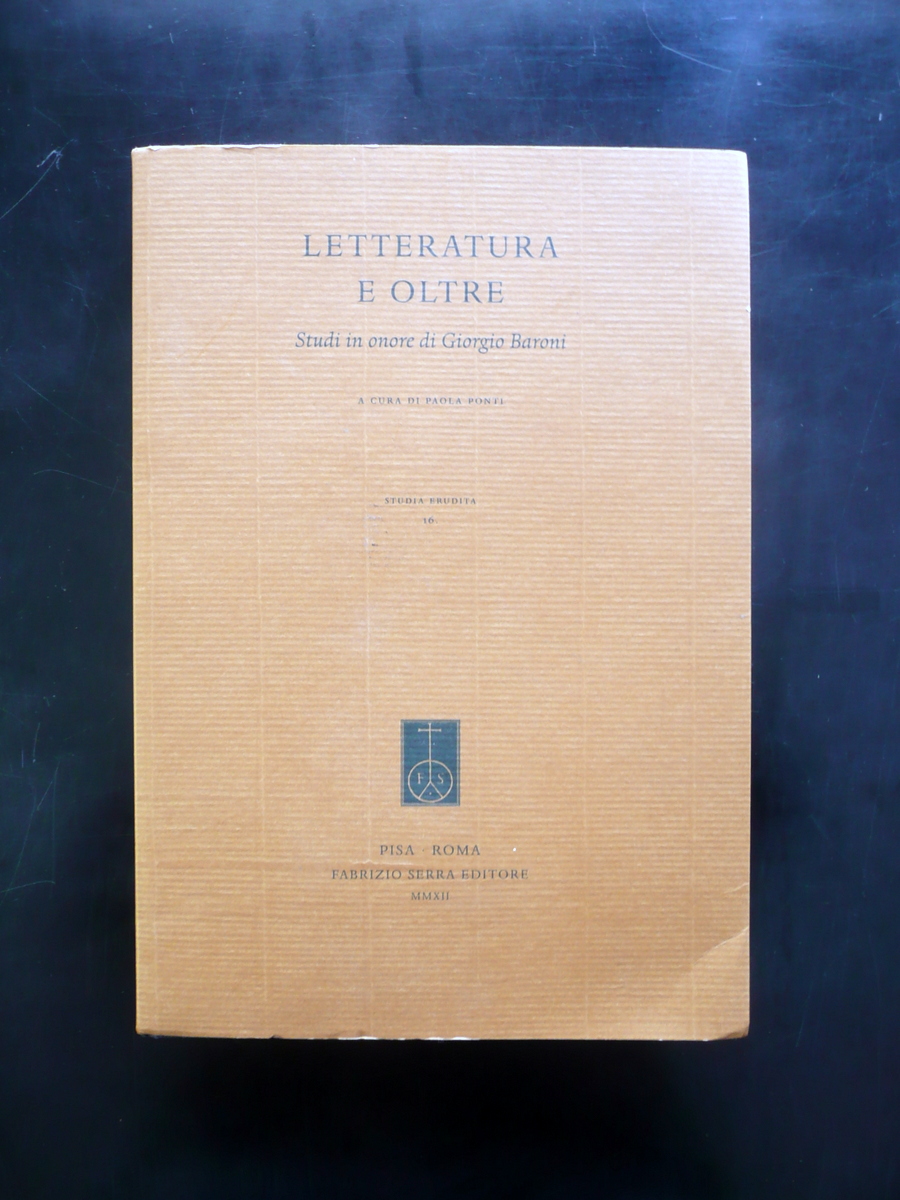 LETTERATURA
E OLTRE
Studi in onore di Giorgio Baroni
A CURA DI PAOLA PONTI
STUDIA ERUDITA
16
F S
PISA · ROMA
FABRIZIO SERRA EDITORE
MMXII